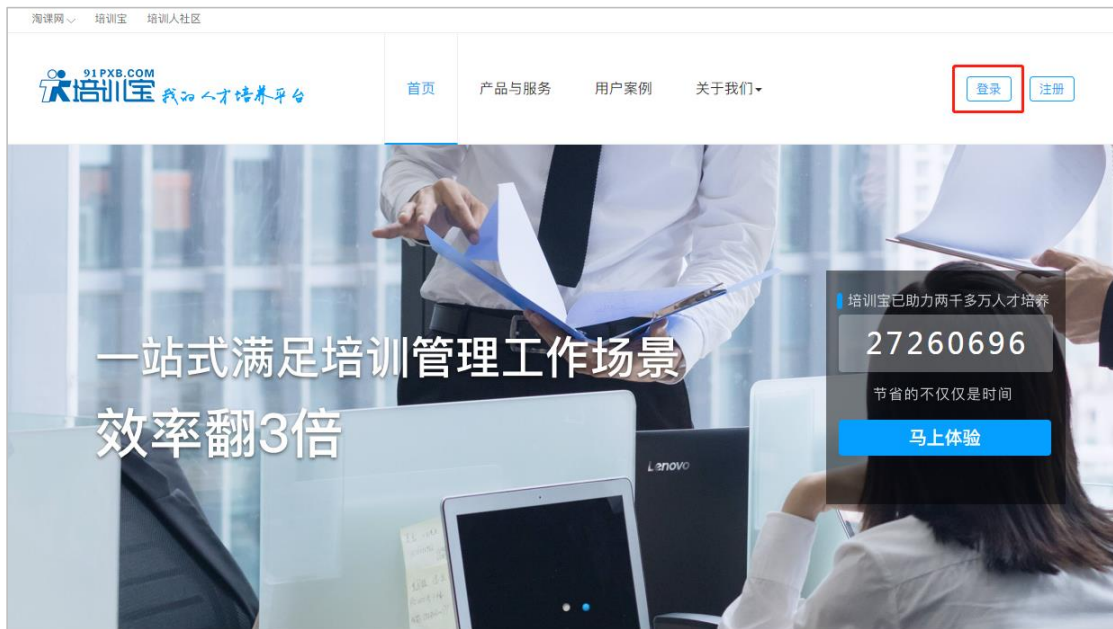 淘课网 培训宝 培训人社区
91PXB.COM
培训宝 我的人才培养平台
首页 产品与服务 用户案例 关于我们 登录 注册
培训宝已助力两千多万人才培养
27260696
节省的不仅仅是时间
马上体验
一站式满足培训管理工作场景
效率翻3倍
Lenovo